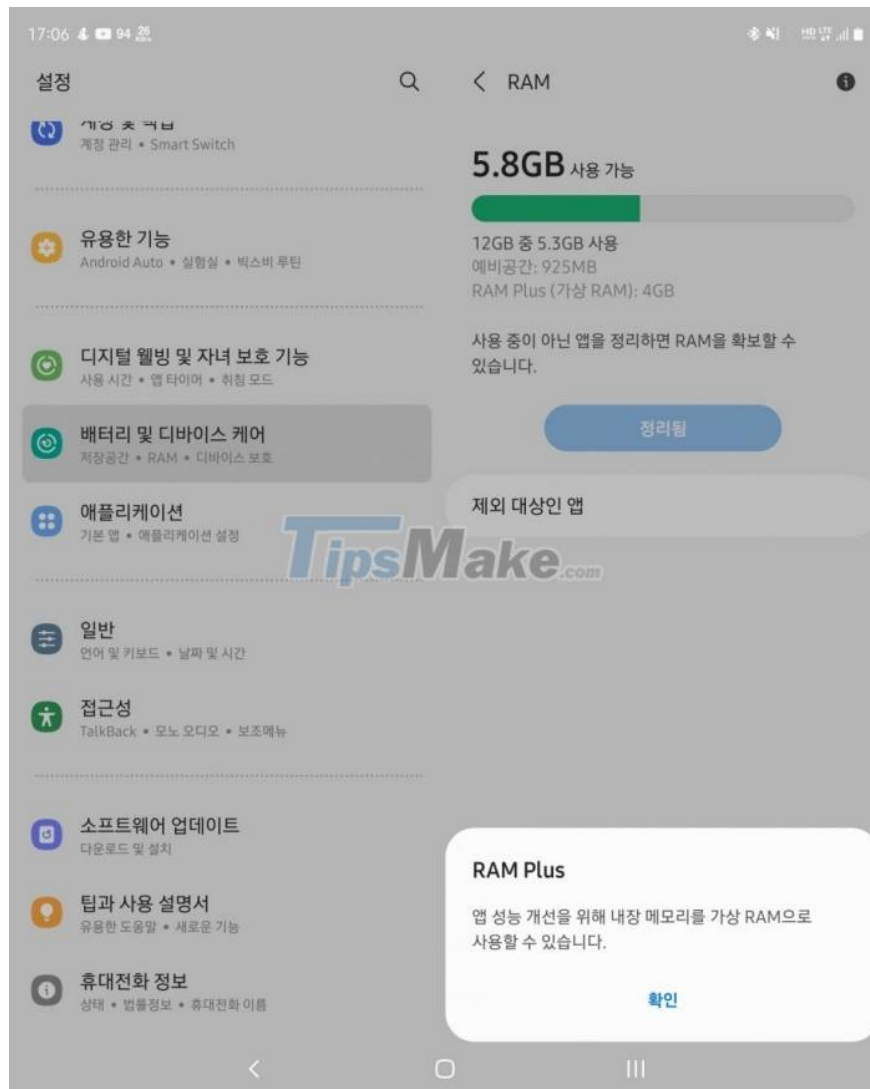 17:06 94 26
설정
계정 및 백업
계정 관리 • Smart Switch
유용한 기능
Android Auto • 실험실 • 빅스비 루틴
디지털 웰빙 및 자녀 보호 기능
사용 시간 • 앱 타이머 • 취침 모드
배터리 및 디바이스 케어
저장공간 • RAM • 디바이스 보호
애플리케이션
기본 앱 • 애플리케이션 설정
일반
언어 및 키보드 • 날짜 및 시간
접근성
TalkBack • 모노 오디오 • 보조메뉴
소프트웨어 업데이트
다운로드 및 설치
팁과 사용 설명서
유용한 도움말 • 새로운 기능
휴대전화 정보
상태 • 법률정보 • 휴대전화 이름
RAM
5.8GB 사용 가능
12GB 중 5.3GB 사용
예비공간: 925MB
RAM Plus (가상 RAM): 4GB
사용 중이 아닌 앱을 정리하면 RAM을 확보할 수
있습니다.
정리됨
제외 대상인 앱
TipsMake.com
RAM Plus
앱 성능 개선을 위해 내장 메모리를 가상 RAM으로
사용할 수 있습니다.
확인